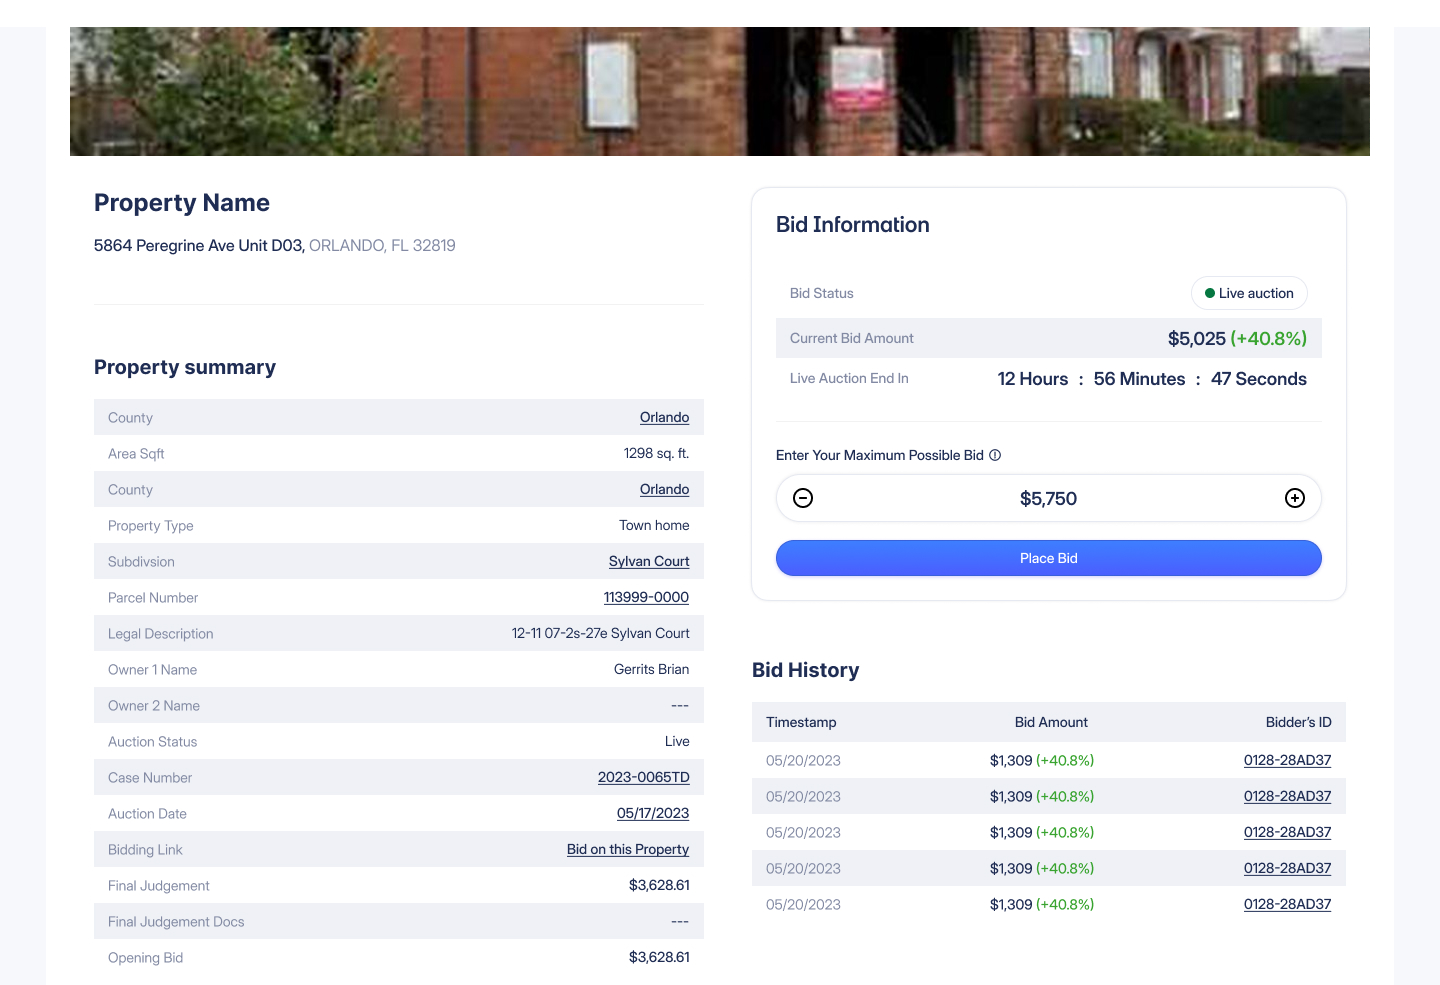 Property Name
5864 Peregrine Ave Unit D03, ORLANDO, FL 32819
Property summary
County Orlando
Area Sqft 1298 sq. ft.
County Orlando
Property Type Town home
Subdivsion Sylvan Court
Parcel Number 113999-0000
Legal Description 12-11 07-2s-27e Sylvan Court
Owner 1 Name Gerrits Brian
Owner 2 Name ---
Auction Status Live
Case Number 2023-0065TD
Auction Date 05/17/2023
Bidding Link Bid on this Property
Final Judgement $3,628.61
Final Judgement Docs ---
Opening Bid $3,628.61
Bid Information
Bid Status Live auction
Current Bid Amount $5,025 (+40.8%)
Live Auction End In 12 Hours : 56 Minutes : 47 Seconds
Enter Your Maximum Possible Bid
$5,750
Place Bid
Bid History
Timestamp Bid Amount Bidder's ID
05/20/2023 $1,309 (+40.8%) 0128-28AD37
05/20/2023 $1,309 (+40.8%) 0128-28AD37
05/20/2023 $1,309 (+40.8%) 0128-28AD37
05/20/2023 $1,309 (+40.8%) 0128-28AD37
05/20/2023 $1,309 (+40.8%) 0128-28AD37